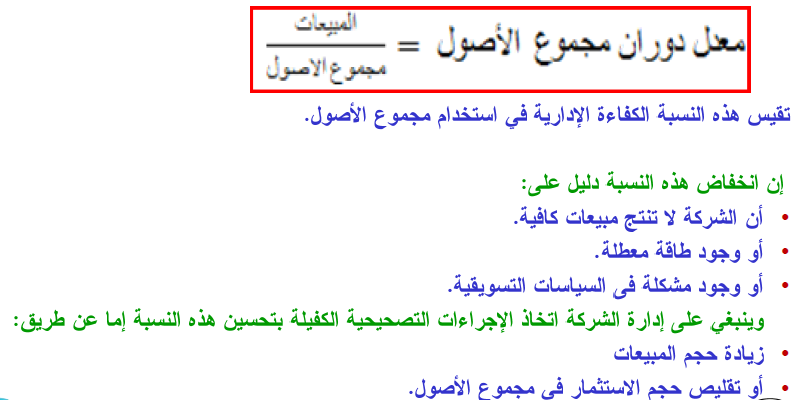 معدل دوران مجموع الأصول = المبيعات / مجموع الاصول
تقيس هذه النسبة الكفاءة الإدارية في استخدام مجموع الأصول.
إن انخفاض هذه النسبة دليل على:
• أن الشركة لا تنتج مبيعات كافية.
• أو وجود طاقة معطلة.
• أو وجود مشكلة في السياسات التسويقية.
وينبغي على إدارة الشركة اتخاذ الإجراءات التصحيحية الكفيلة بتحسين هذه النسبة إما عن طريق:
• زيادة حجم المبيعات
• أو تقليص حجم الاستثمار في مجموع الأصول.